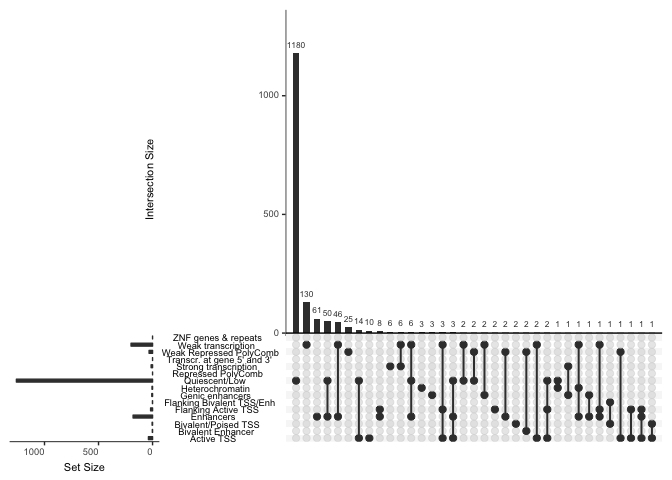 1180
1000
Intersection Size
500
130 61 50 46 25 14 10 8 6 6 6 3 3 3 3 2 2 2 2 2 2 2 2 2 1 1 1 1 1 1 1 1 1 1
0
ZNF genes & repeats
Weak transcription
Weak Repressed PolyComb
Transcr. at gene 5' and 3'
Strong transcription
Repressed PolyComb
Quiescent/Low
Heterochromatin
Genic enhancers
Flanking Bivalent TSS/Enh
Flanking Active TSS
Enhancers
Bivalent/Poised TSS
Bivalent Enhancer
Active TSS
1000 500 0
Set Size